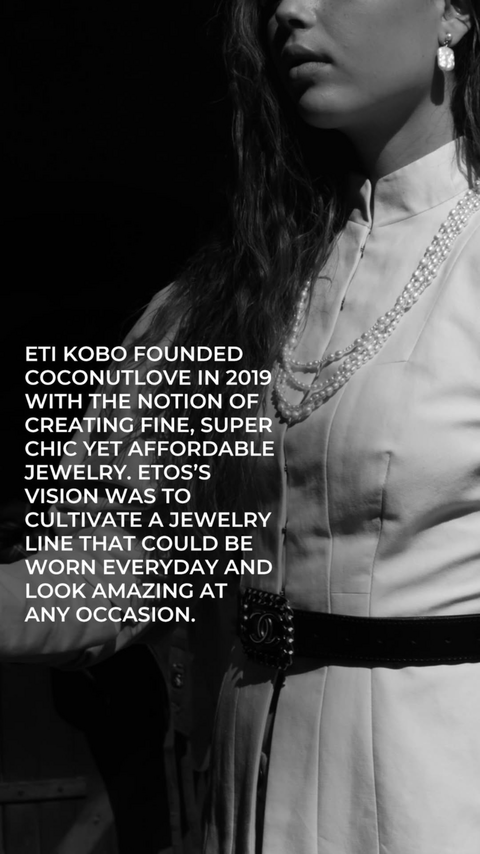 ETI KOBO FOUNDED
COCONUTLOVE IN 2019
WITH THE NOTION OF
CREATING FINE, SUPER
CHIC YET AFFORDABLE
JEWELRY. ETOS'S
VISION WAS TO
CULTIVATE A JEWELRY
LINE THAT COULD BE
WORN EVERYDAY AND
LOOK AMAZING AT
ANY OCCASION.